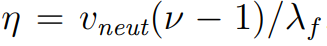 η = v_{neut}(ν − 1)/λ_f